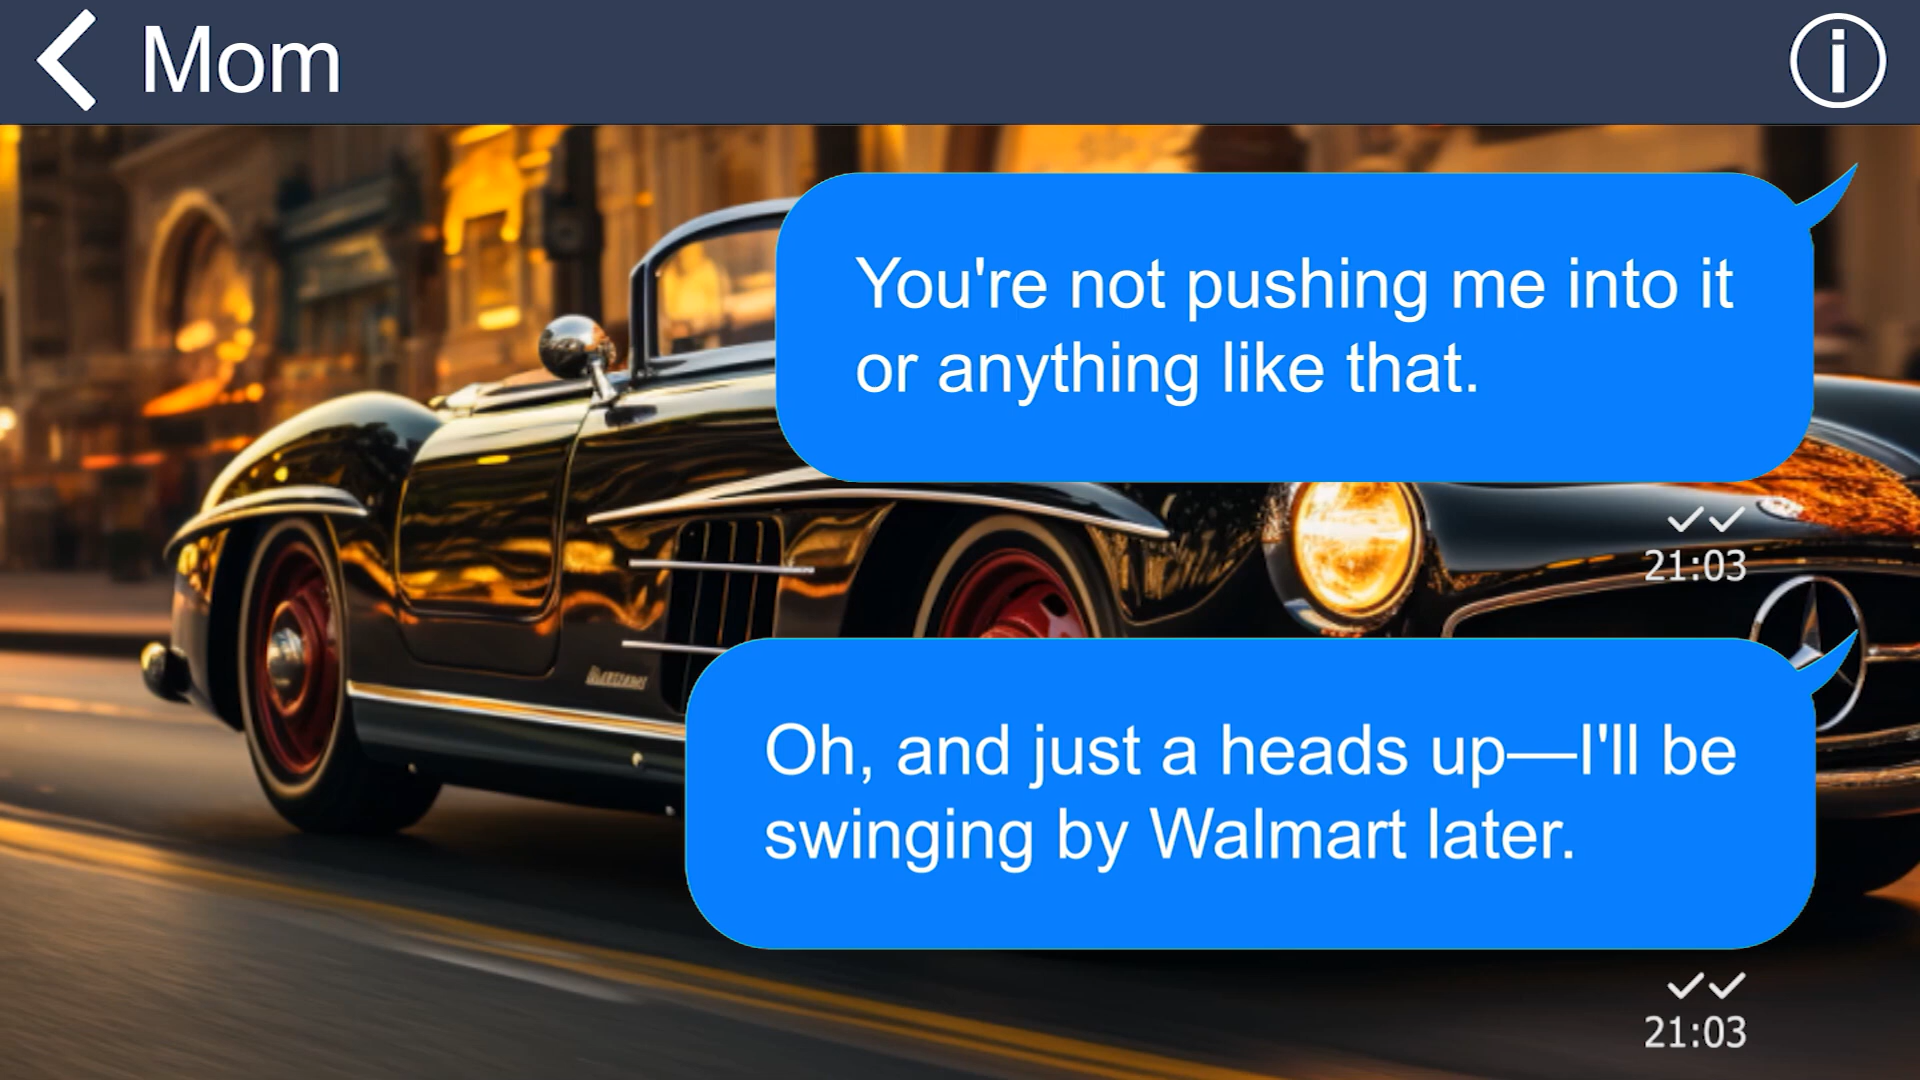 Mom
You're not pushing me into it
or anything like that.
21:03
Oh, and just a heads up—I'll be
swinging by Walmart later.
21:03